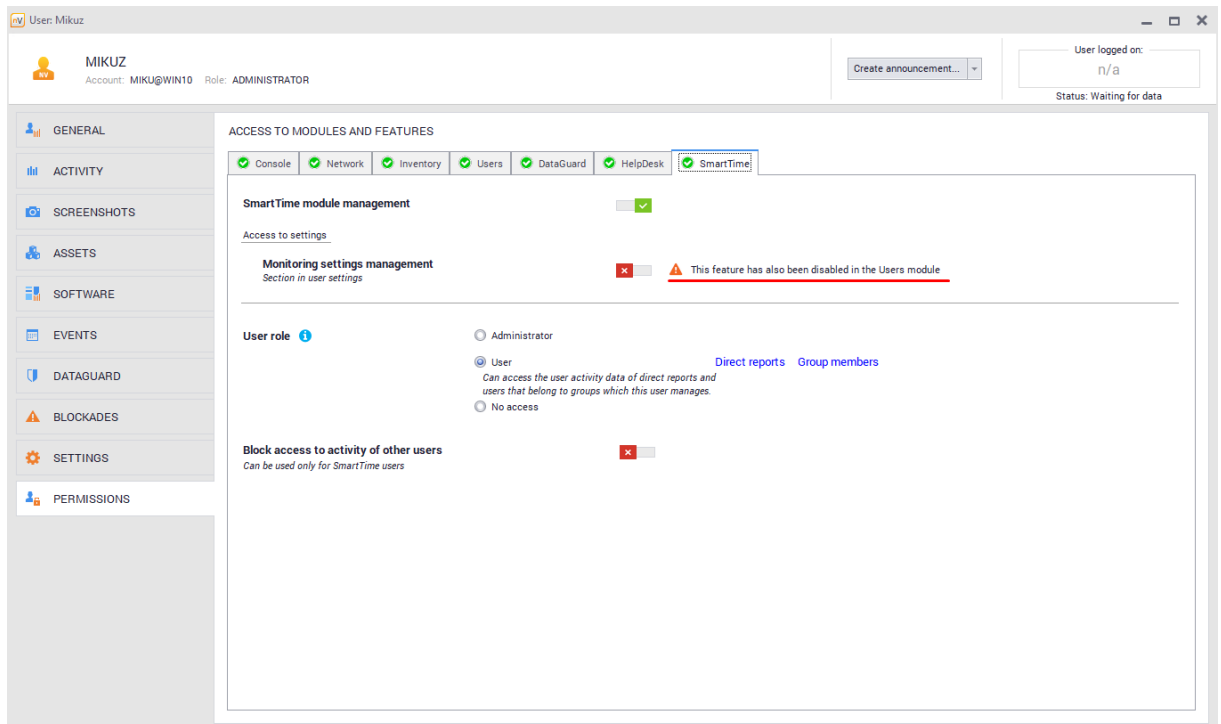 nV User: Mikuz
MIKUZ
Account: MIKU@WIN10 Role: ADMINISTRATOR
Create announcement...
User logged on:
n/a
Status: Waiting for data
NV
GENERAL
ACTIVITY
SCREENSHOTS
ASSETS
SOFTWARE
EVENTS
DATAGUARD
BLOCKADES
SETTINGS
PERMISSIONS
ACCESS TO MODULES AND FEATURES
Console Network Inventory Users DataGuard HelpDesk SmartTime
SmartTime module management
Access to settings
Monitoring settings management
Section in user settings
This feature has also been disabled in the Users module
User role
Administrator
User Direct reports Group members
Can access the user activity data of direct reports and
users that belong to groups which this user manages.
No access
Block access to activity of other users
Can be used only for SmartTime users